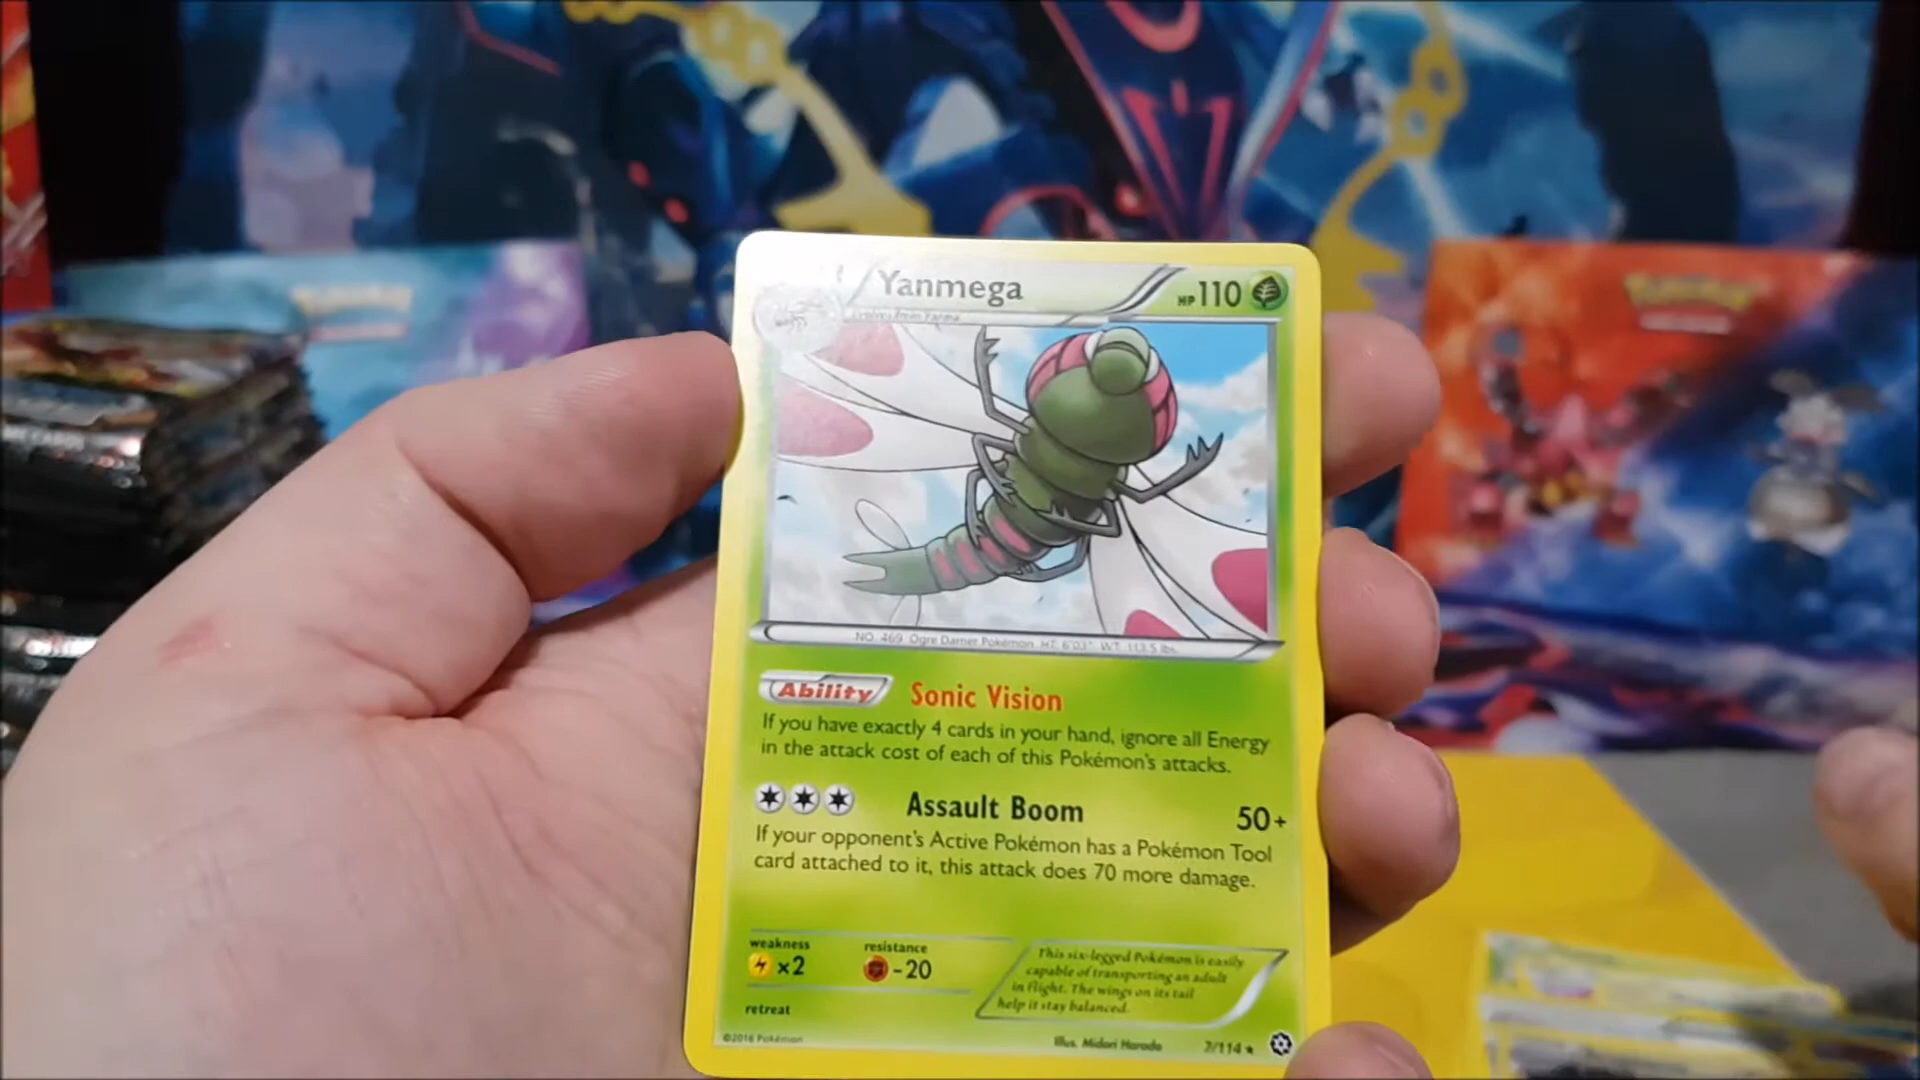 Yanmega
HP 110
Evolves from Yanma
NO. 469 Ogre Darner Pokémon HT: 6'03" WT: 113.5 lbs.
Ability Sonic Vision
If you have exactly 4 cards in your hand, ignore all Energy
in the attack cost of each of this Pokémon's attacks.
Assault Boom 50+
If your opponent's Active Pokémon has a Pokémon Tool
card attached to it, this attack does 70 more damage.
weakness resistance
×2 -20
retreat
This six-legged Pokémon is easily
capable of transporting an adult
in flight. The wings on its tail
help it stay balanced.
©2016 Pokémon Illus. Midori Harada 7/114
POKÉMON
POKÉMON